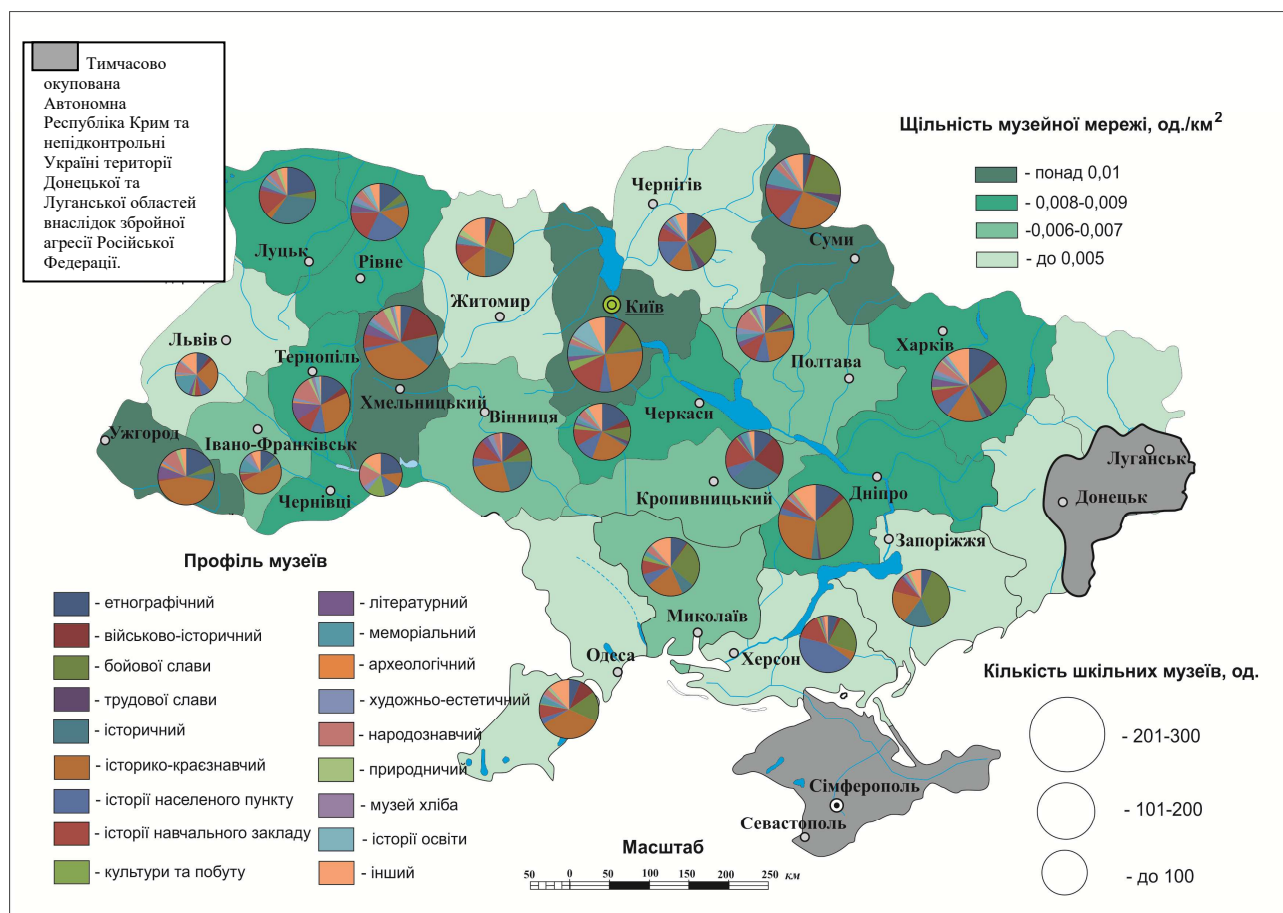 Тимчасово
окупована
Автономна
Республіка Крим та
непідконтрольні
Україні території
Донецької та
Луганської областей
внаслідок збройної
агресії Російської
Федерації.
Щільність музейної мережі, од./км²
- понад 0,01
- 0,008-0,009
-0,006-0,007
- до 0,005
Чернігів
Суми
Луцьк
Рівне
Житомир
Київ
Львів
Тернопіль
Хмельницький
Полтава
Харків
Вінниця
Черкаси
Ужгород
Івано-Франківськ
Чернівці
Кропивницький
Дніпро
Луганськ
Донецьк
Запоріжжя
Миколаїв
Одеса
Херсон
Сімферополь
Севастополь
Профіль музеїв
- етнографічний
- військово-історичний
- бойової слави
- трудової слави
- історичний
- історико-краєзнавчий
- історії населеного пункту
- історії навчального закладу
- культури та побуту
- літературний
- меморіальний
- археологічний
- художньо-естетичний
- народознавчий
- природничий
- музей хліба
- історії освіти
- інший
Масштаб
50 0 50 100 150 200 250 км
Кількість шкільних музеїв, од.
- 201-300
- 101-200
- до 100